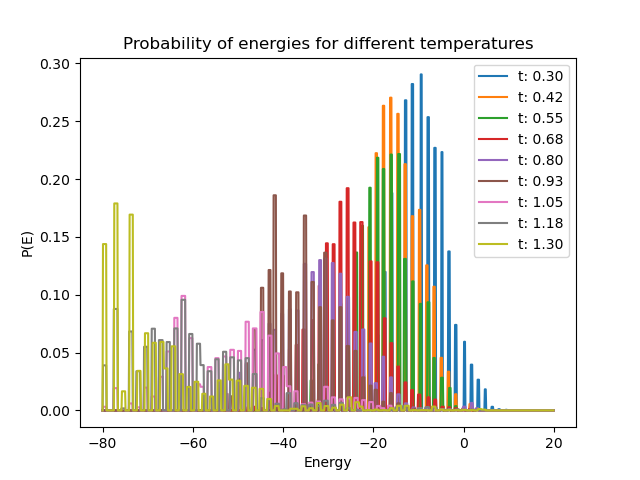 Probability of energies for different temperatures
P(E)
0.30
0.25
0.20
0.15
0.10
0.05
0.00
t: 0.30
t: 0.42
t: 0.55
t: 0.68
t: 0.80
t: 0.93
t: 1.05
t: 1.18
t: 1.30
−80 −60 −40 −20 0 20
Energy